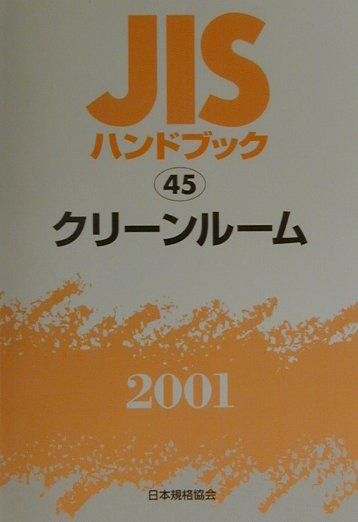 JIS
ハンドブック
45
クリーンルーム
2001
日本規格協会